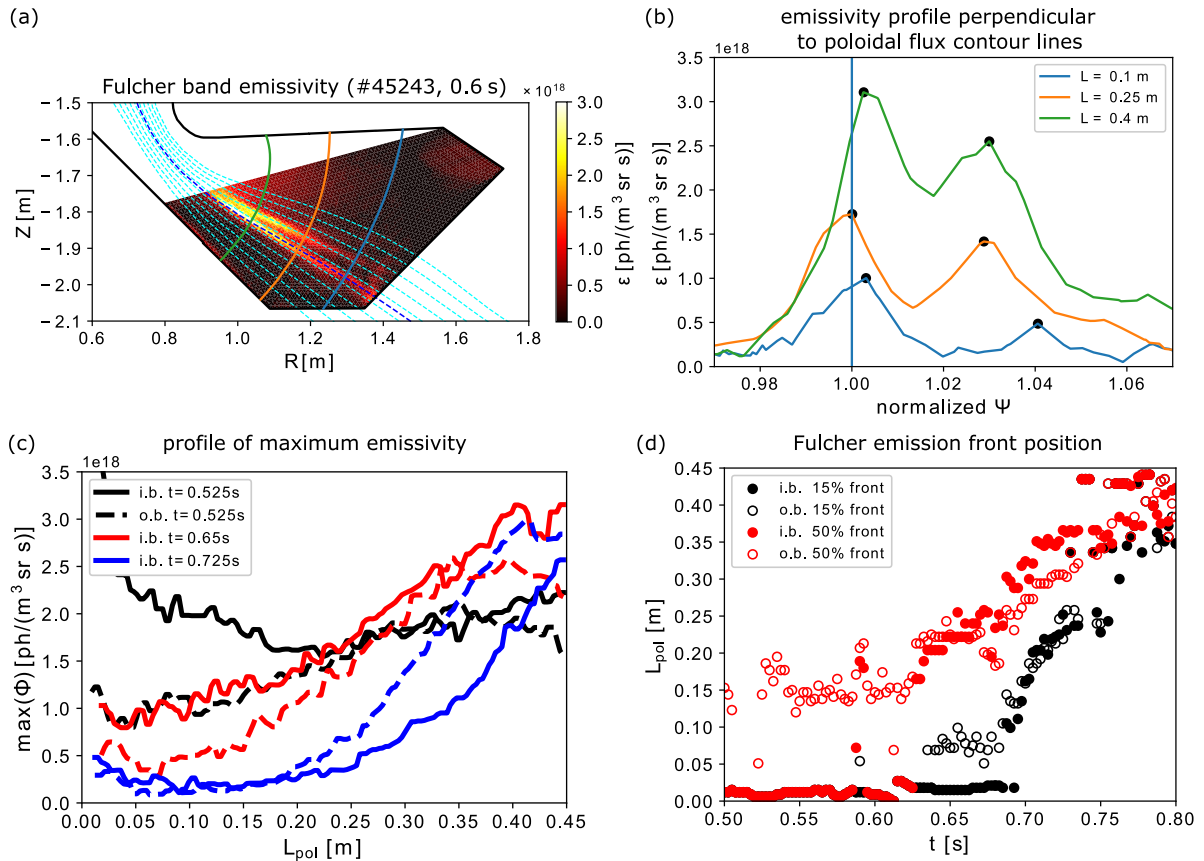 (a)
Fulcher band emissivity (#45243, 0.6 s)
× 10¹⁸
−1.5
−1.6
−1.7
−1.8
−1.9
−2.0
−2.1
Z [m]
0.6 0.8 1.0 1.2 1.4 1.6 1.8
R [m]
3.0
2.5
2.0
1.5
1.0
0.5
0.0
ε [ph/(m³ sr s)]
(b)
emissivity profile perpendicular
to poloidal flux contour lines
1e18
3.5
3.0
2.5
2.0
1.5
1.0
0.5
0.0
ε [ph/(m³ sr s)]
L = 0.1 m
L = 0.25 m
L = 0.4 m
0.98 1.00 1.02 1.04 1.06
normalized Ψ
(c)
profile of maximum emissivity
1e18
3.5
3.0
2.5
2.0
1.5
1.0
0.5
0.0
max(Φ) [ph/(m³ sr s)]
i.b. t= 0.525s
o.b. t= 0.525s
i.b. t= 0.65s
i.b. t= 0.725s
0.00 0.05 0.10 0.15 0.20 0.25 0.30 0.35 0.40 0.45
L_pol [m]
(d)
Fulcher emission front position
0.45
0.40
0.35
0.30
0.25
0.20
0.15
0.10
0.05
0.00
L_pol [m]
i.b. 15% front
o.b. 15% front
i.b. 50% front
o.b. 50% front
0.50 0.55 0.60 0.65 0.70 0.75 0.80
t [s]